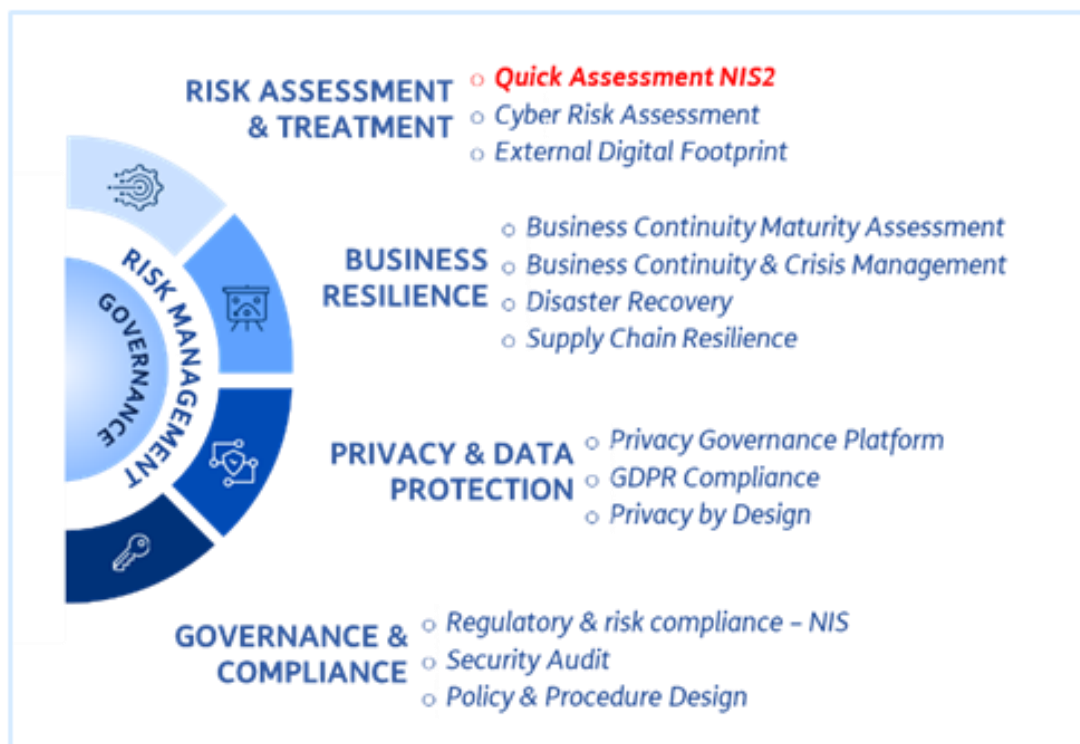 RISK ASSESSMENT
& TREATMENT
Quick Assessment NIS2
Cyber Risk Assessment
External Digital Footprint
BUSINESS
RESILIENCE
Business Continuity Maturity Assessment
Business Continuity & Crisis Management
Disaster Recovery
Supply Chain Resilience
RISK MANAGEMENT
GOVERNANCE
PRIVACY & DATA
PROTECTION
Privacy Governance Platform
GDPR Compliance
Privacy by Design
GOVERNANCE &
COMPLIANCE
Regulatory & risk compliance – NIS
Security Audit
Policy & Procedure Design